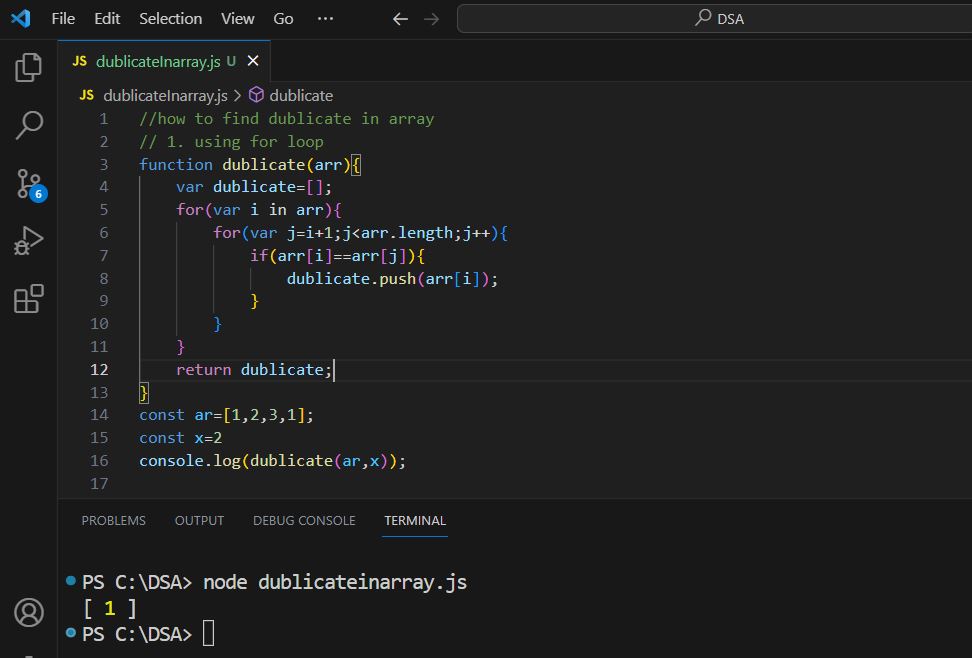 File Edit Selection View Go ··· ← → DSA
JS dublicateInarray.js U ×
JS dublicateInarray.js > dublicate
1 //how to find dublicate in array
2 // 1. using for loop
3 function dublicate(arr){
4 var dublicate=[];
5 for(var i in arr){
6 for(var j=i+1;j<arr.length;j++){
7 if(arr[i]==arr[j]){
8 dublicate.push(arr[i]);
9 }
10 }
11 }
12 return dublicate;
13 }
14 const ar=[1,2,3,1];
15 const x=2
16 console.log(dublicate(ar,x));
17
6
PROBLEMS OUTPUT DEBUG CONSOLE TERMINAL
PS C:\DSA> node dublicateinarray.js
[ 1 ]
PS C:\DSA>